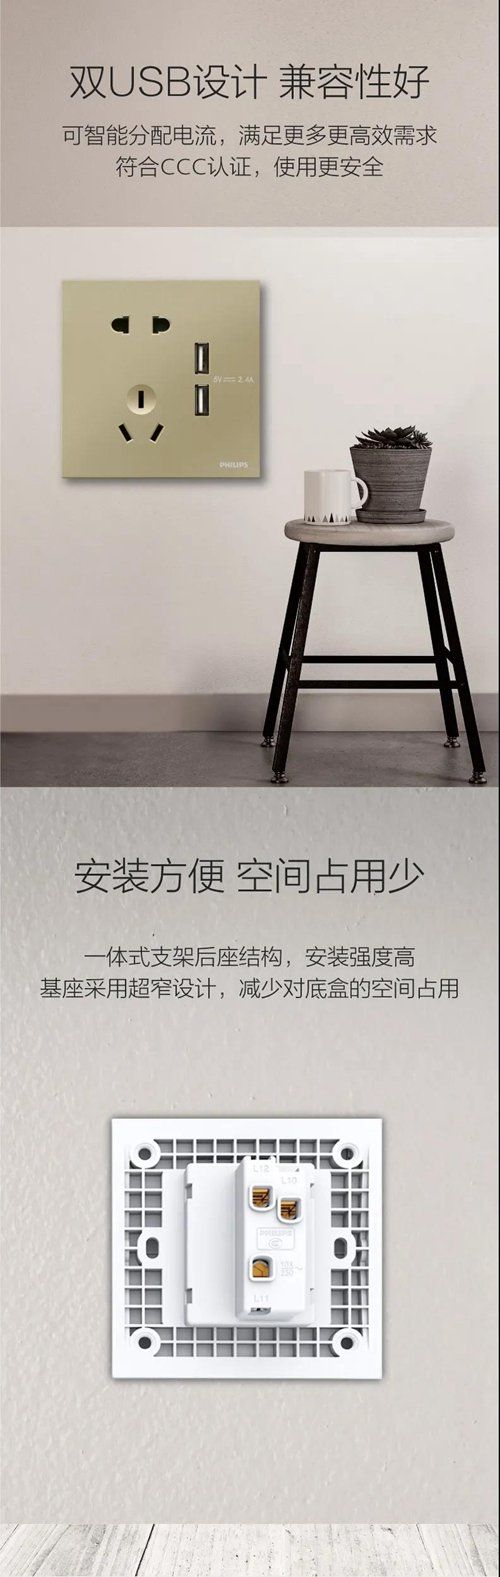 双USB设计 兼容性好
可智能分配电流，满足更多更高效需求
符合CCC认证，使用更安全
5V 2.4A
PHILIPS
安装方便 空间占用少
一体式支架后座结构，安装强度高
基座采用超窄设计，减少对底盒的空间占用
L12
L10
PHILIPS
10A
250
L11